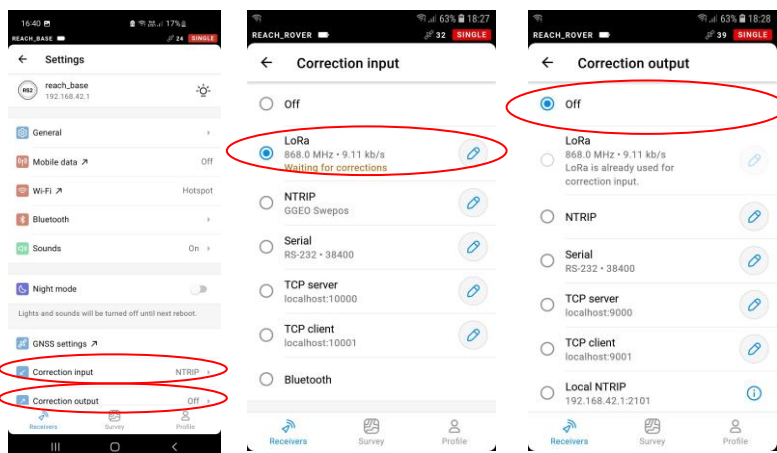 16:40
17%
REACH_BASE
24 SINGLE
Settings
RS2
reach_base
192.168.42.1
General
Mobile data ↗ Off
Wi-Fi ↗ Hotspot
Bluetooth
Sounds On
Night mode
Lights and sounds will be turned off until next reboot.
GNSS settings ↗
Correction input NTRIP
Correction output Off
Receivers Survey Profile
63% 18:27
REACH_ROVER 32 SINGLE
Correction input
Off
LoRa
868.0 MHz • 9.11 kb/s
Waiting for corrections
NTRIP
GGEO Swepos
Serial
RS-232 • 38400
TCP server
localhost:10000
TCP client
localhost:10001
Bluetooth
Receivers Survey Profile
63% 18:28
REACH_ROVER 39 SINGLE
Correction output
Off
LoRa
868.0 MHz • 9.11 kb/s
LoRa is already used for
correction input.
NTRIP
Serial
RS-232 • 38400
TCP server
localhost:9000
TCP client
localhost:9001
Local NTRIP
192.168.42.1:2101
Receivers Survey Profile